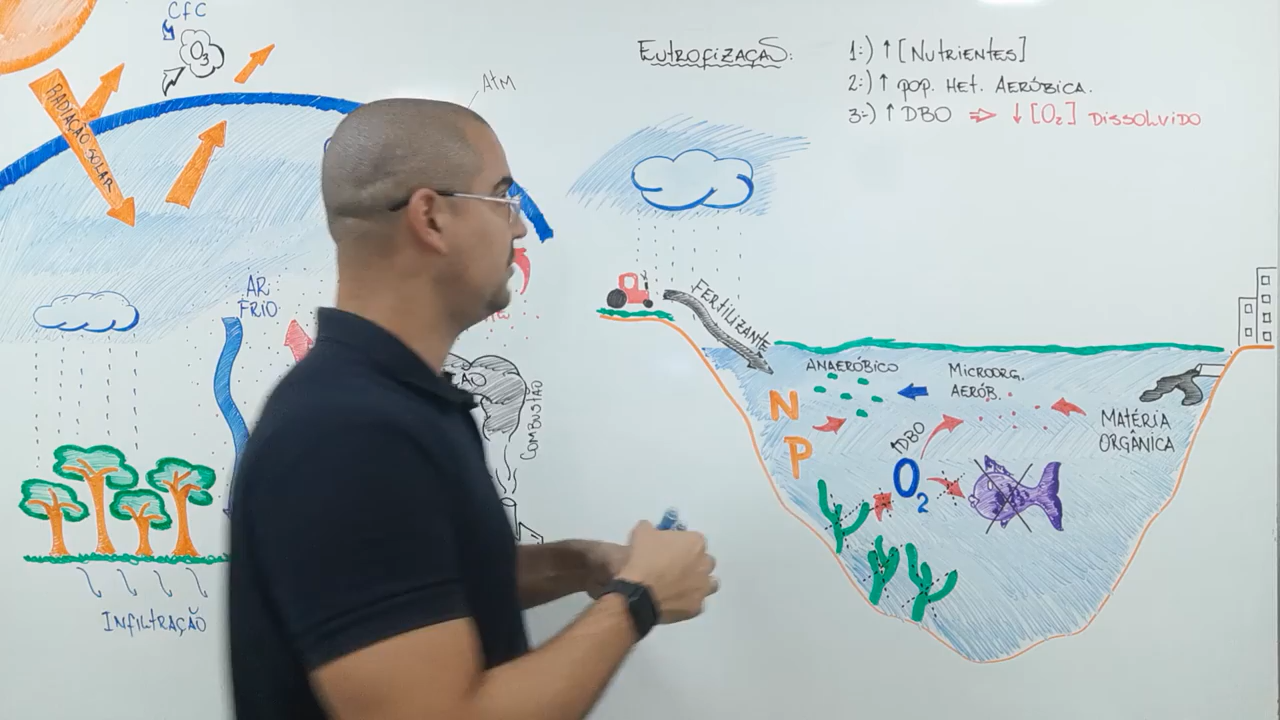 CFC
O₃
RADIAÇÃO SOLAR
ATM
AR
FRIO
COMBUSTÃO
INFILTRAÇÃO
EUTROFIZAÇÃO:
1:) ↑ [NUTRIENTES]
2:) ↑ POP. HET. AERÓBICA.
3:) ↑ DBO ⇒ ↓ [O₂] DISSOLVIDO
FERTILIZANTE
N
P
ANAERÓBICO
MICROORG.
AERÓB.
MATÉRIA
ORGÂNICA
↑DBO
O₂